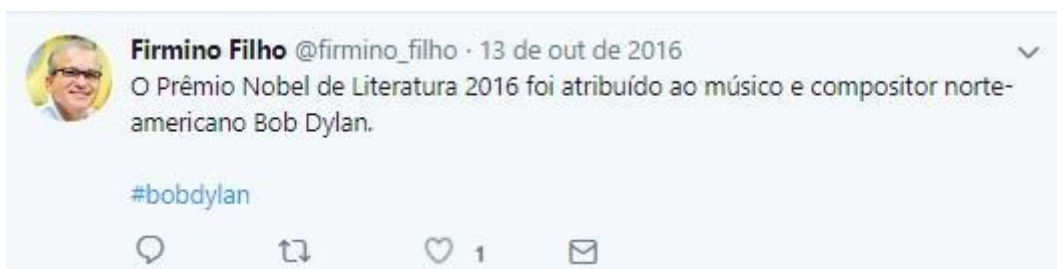 Firmino Filho @firmino_filho · 13 de out de 2016
O Prêmio Nobel de Literatura 2016 foi atribuído ao músico e compositor norte-
americano Bob Dylan.
#bobdylan
1